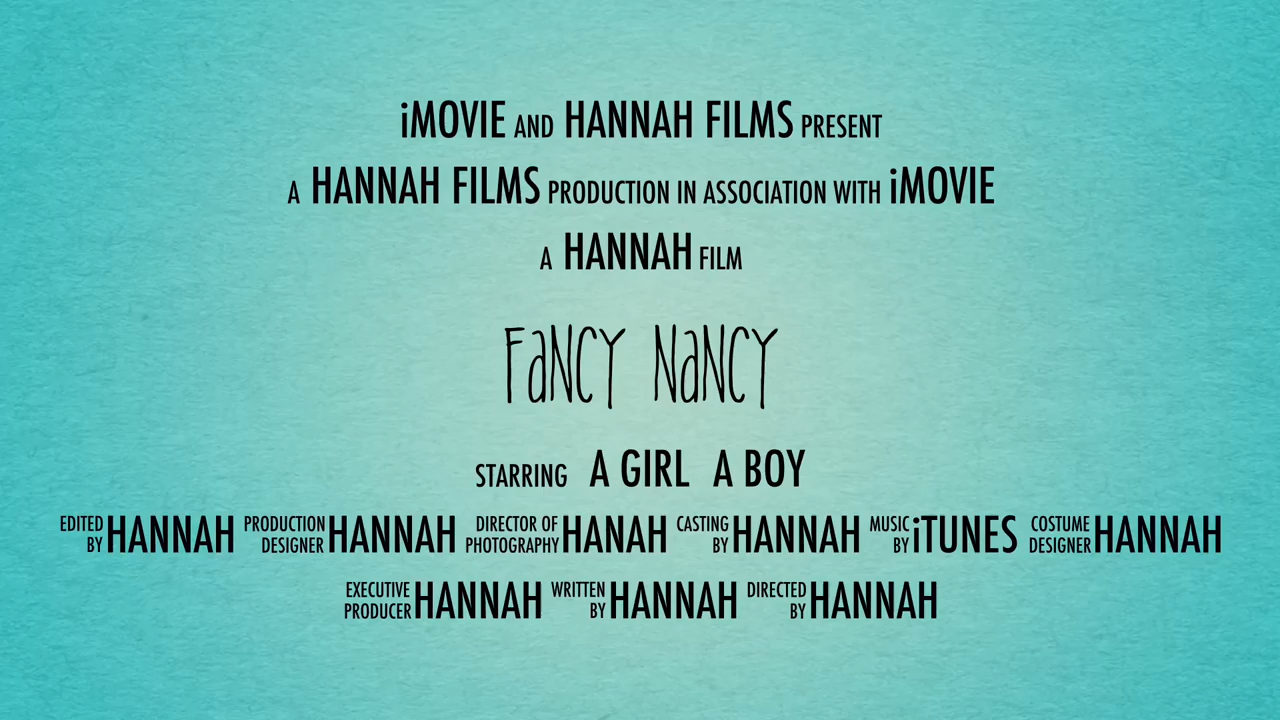 iMOVIE AND HANNAH FILMS PRESENT
A HANNAH FILMS PRODUCTION IN ASSOCIATION WITH iMOVIE
A HANNAH FILM
FaNCY NaNCY
STARRING A GIRL A BOY
EDITED BY HANNAH PRODUCTION DESIGNER HANNAH DIRECTOR OF PHOTOGRAPHY HANAH CASTING BY HANNAH MUSIC BY iTUNES COSTUME DESIGNER HANNAH
EXECUTIVE PRODUCER HANNAH WRITTEN BY HANNAH DIRECTED BY HANNAH